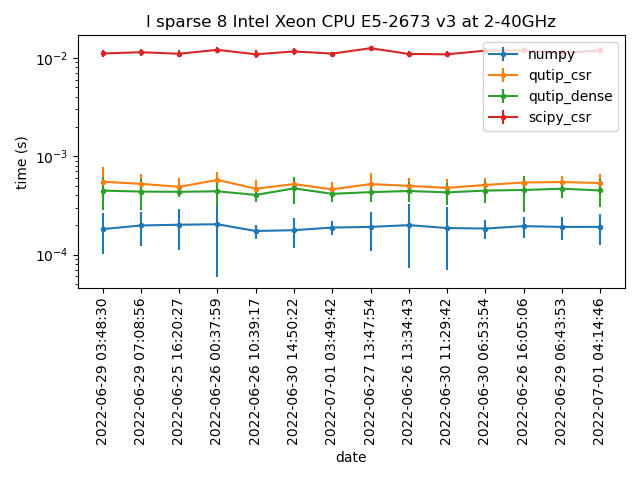 l sparse 8 Intel Xeon CPU E5-2673 v3 at 2-40GHz
numpy
qutip_csr
qutip_dense
scipy_csr
time (s)
10⁻²
10⁻³
10⁻⁴
2022-06-29 03:48:30
2022-06-29 07:08:56
2022-06-25 16:20:27
2022-06-26 00:37:59
2022-06-26 10:39:17
2022-06-30 14:50:22
2022-07-01 03:49:42
2022-06-27 13:47:54
2022-06-26 13:34:43
2022-06-30 11:29:42
2022-06-30 06:53:54
2022-06-26 16:05:06
2022-06-29 06:43:53
2022-07-01 04:14:46
date